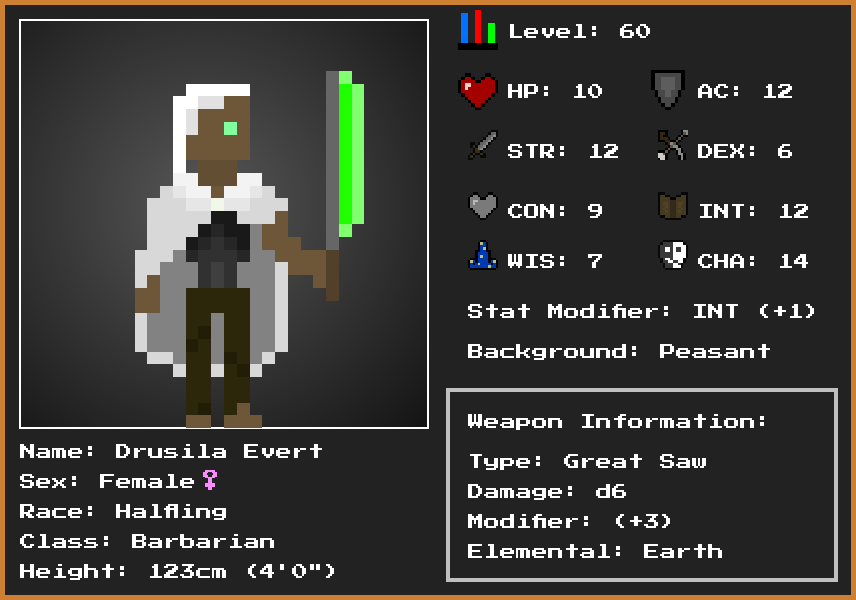 Level: 60
HP: 10
AC: 12
STR: 12
DEX: 6
CON: 9
INT: 12
WIS: 7
CHA: 14
Stat Modifier: INT (+1)
Background: Peasant
Weapon Information:
Type: Great Saw
Damage: d6
Modifier: (+3)
Elemental: Earth
Name: Drusila Evert
Sex: Female♀
Race: Halfling
Class: Barbarian
Height: 123cm (4'0")